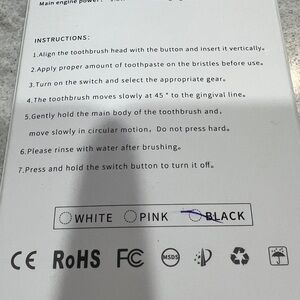 Main engine power:
INSTRUCTIONS:
1.Align the toothbrush head with the button and insert it vertically。
2.Apply proper amount of toothpaste on the bristles before use。
3.Turn on the switch and select the appropriate gear。
4.The toothbrush moves slowly at 45 ° to the gingival line。
5.Gently hold the main body of the toothbrush and，
move slowly in circular motion，Do not press hard。
6.Please rinse with water after brushing。
7.Press and hold the switch button to turn it off。
WHITE PINK BLACK
CE RoHS FC MSDS